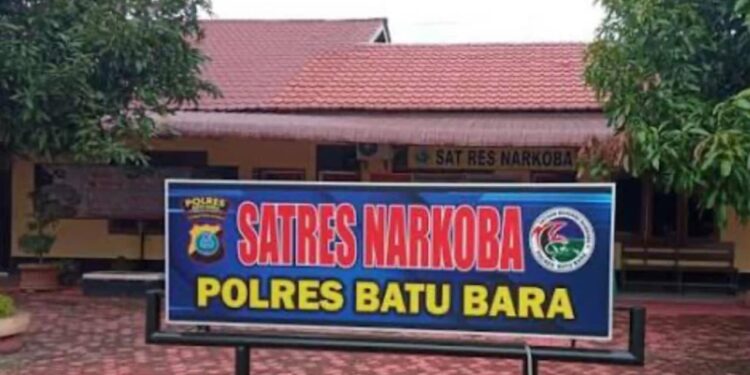 SAT RES NARKOBA
POLRES
SATRES NARKOBA
POLRES BATU BARA